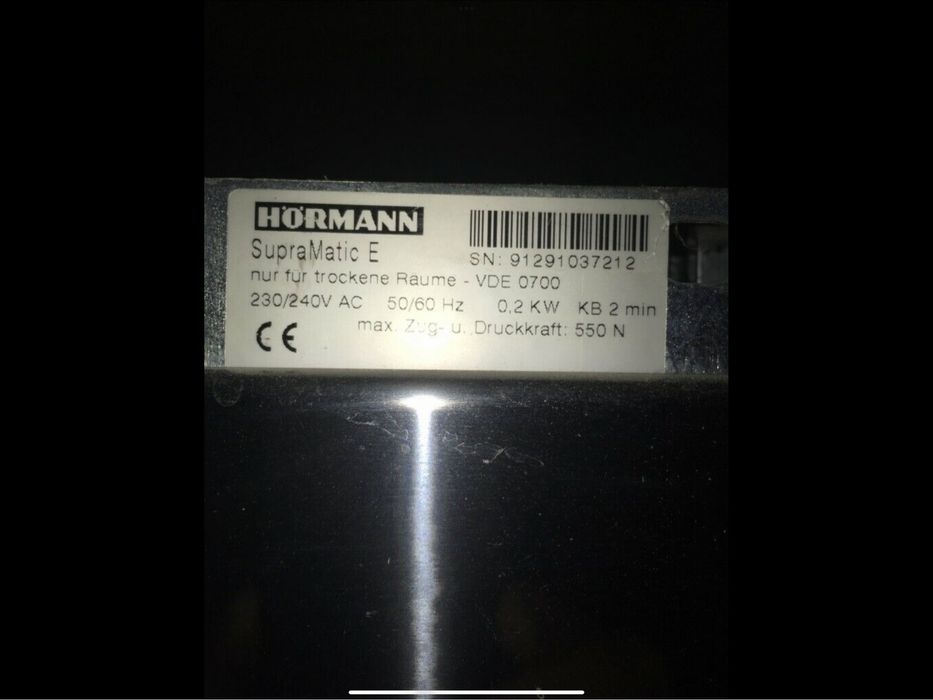 HÖRMANN
SupraMatic E
SN: 91291037212
nur für trockene Räume - VDE 0700
230/240V AC 50/60 Hz 0,2 KW KB 2 min
max. Zug- u. Druckkraft: 550 N
CE